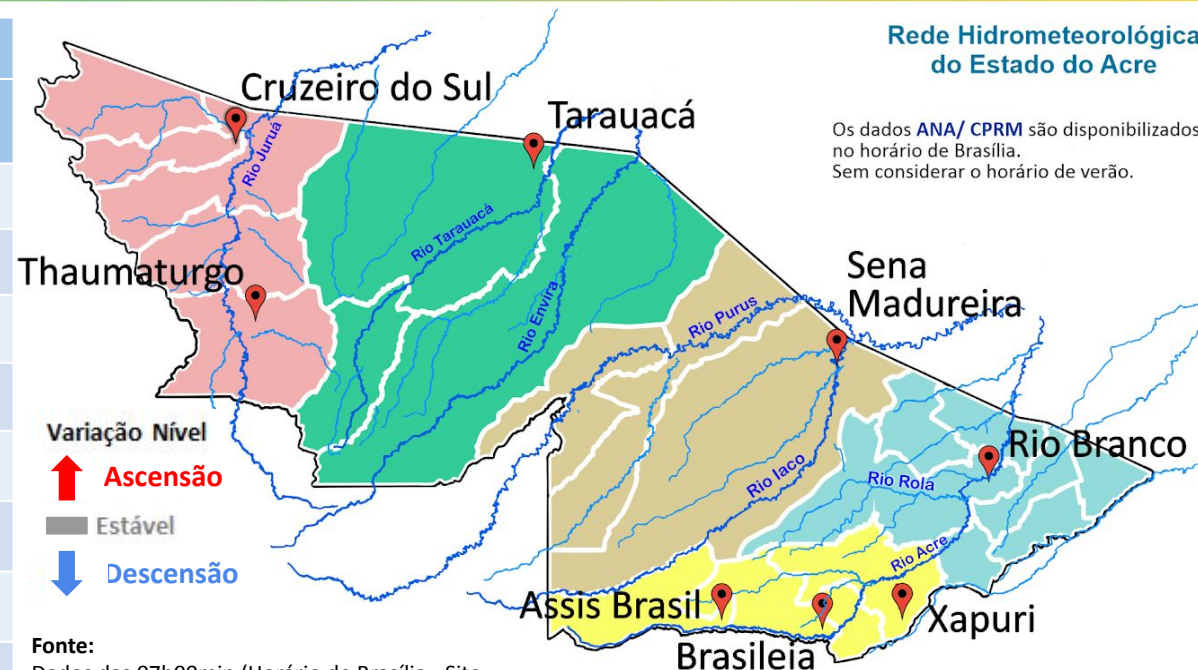 Rede Hidrometeorológica
do Estado do Acre
Os dados ANA/ CPRM são disponibilizados
no horário de Brasília.
Sem considerar o horário de verão.
Cruzeiro do Sul
Tarauacá
Rio Juruá
Rio Tarauacá
Thaumaturgo
Rio Envira
Rio Purus
Sena
Madureira
Rio Branco
Rio Iaco
Rio Rola
Rio Acre
Assis Brasil
Brasileia
Xapuri
Variação Nível
Ascensão
Estável
Descensão
Fonte: